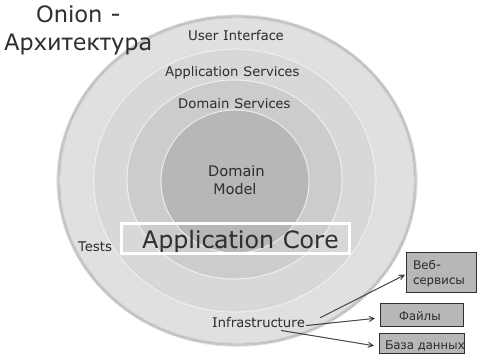 Onion -
Архитектура
User Interface
Application Services
Domain Services
Domain
Model
Application Core
Tests
Infrastructure
Веб-
сервисы
Файлы
База данных